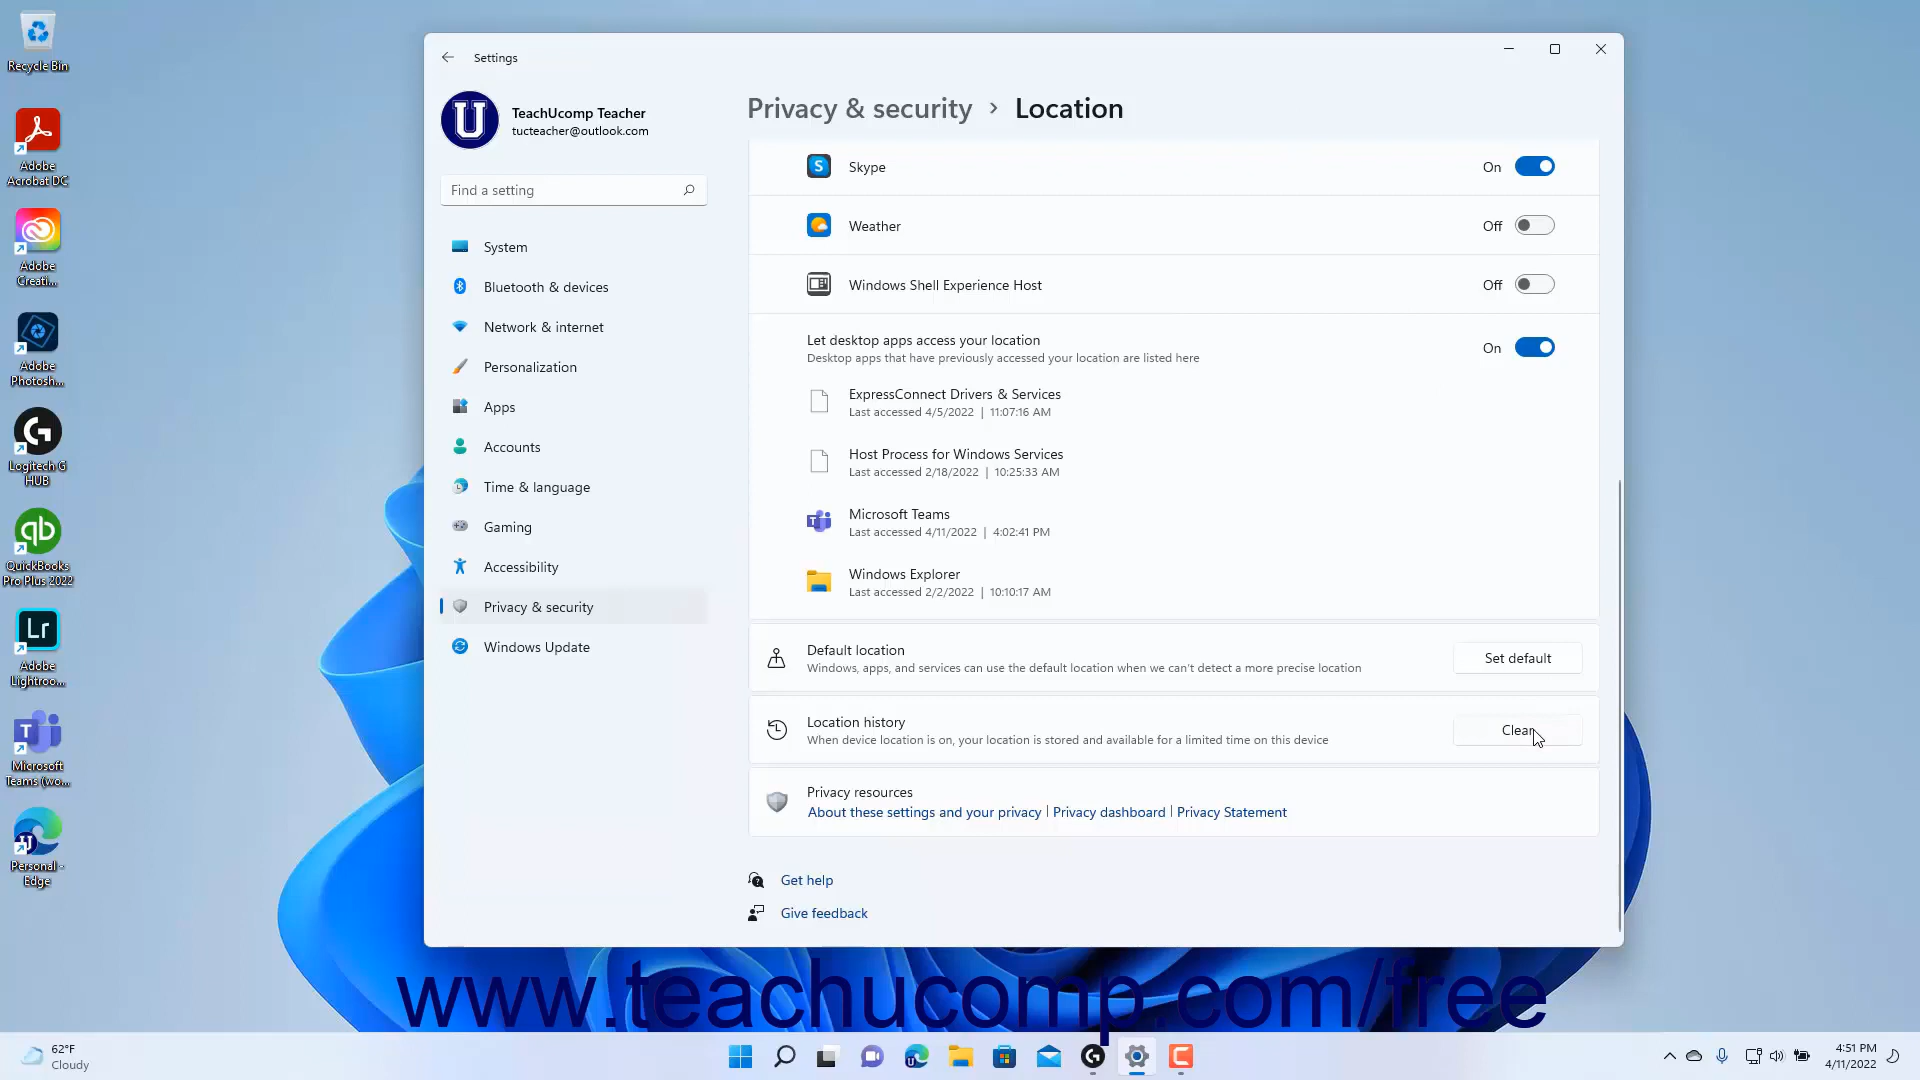 Recycle Bin
Adobe
Acrobat DC
Adobe
Creati...
Adobe
Photosh...
Logitech G
HUB
QuickBooks
Pro Plus 2022
Lr
Adobe
Lightroo...
Microsoft
Teams (wo...
Personal -
Edge
Settings
U
TeachUcomp Teacher
tucteacher@outlook.com
Find a setting
System
Bluetooth & devices
Network & internet
Personalization
Apps
Accounts
Time & language
Gaming
Accessibility
Privacy & security
Windows Update
Privacy & security › Location
Skype On
Weather Off
Windows Shell Experience Host Off
Let desktop apps access your location On
Desktop apps that have previously accessed your location are listed here
ExpressConnect Drivers & Services
Last accessed 4/5/2022 | 11:07:16 AM
Host Process for Windows Services
Last accessed 2/18/2022 | 10:25:33 AM
Microsoft Teams
Last accessed 4/11/2022 | 4:02:41 PM
Windows Explorer
Last accessed 2/2/2022 | 10:10:17 AM
Default location
Windows, apps, and services can use the default location when we can't detect a more precise location
Set default
Location history
When device location is on, your location is stored and available for a limited time on this device
Clear
Privacy resources
About these settings and your privacy | Privacy dashboard | Privacy Statement
Get help
Give feedback
www.teachucomp.com/free
62°F
Cloudy
4:51 PM
4/11/2022